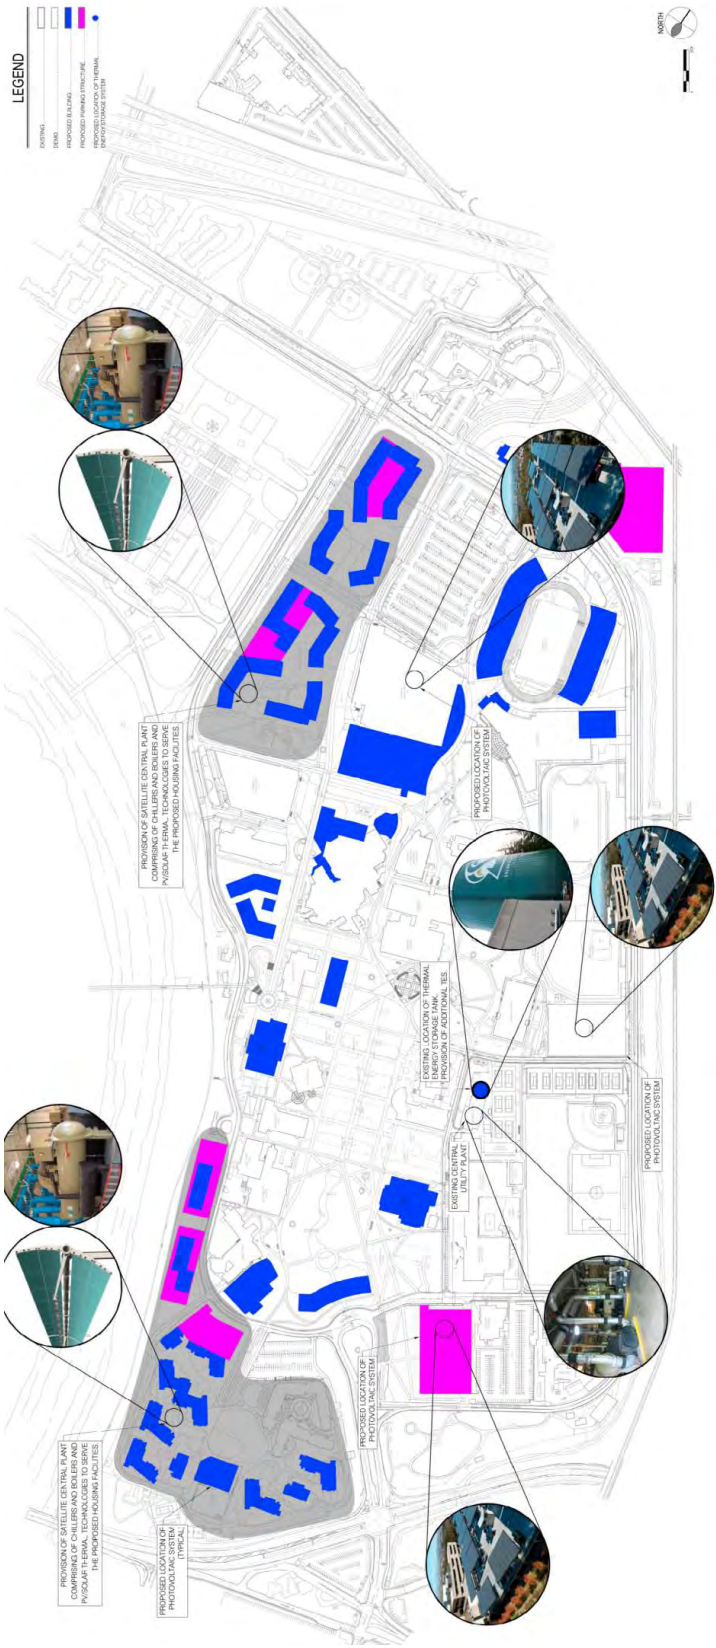 LEGEND
EXISTING
DEMO
PROPOSED BUILDING
PROPOSED PARKING STRUCTURE
PROPOSED LOCATION OF THERMAL
ENERGY STORAGE SYSTEM
NORTH
PROVISION OF SATELLITE CENTRAL PLANT
COMPRISING OF CHILLERS AND BOILERS AND
PV/SOLAR THERMAL TECHNOLOGIES TO SERVE
THE PROPOSED HOUSING FACILITIES.
PROPOSED LOCATION OF
PHOTOVOLTAIC SYSTEM
EXISTING LOCATION OF THERMAL
ENERGY STORAGE TANK.
PROVISION OF ADDITIONAL TES.
EXISTING CENTRAL
UTILITY PLANT
PROPOSED LOCATION OF
PHOTOVOLTAIC SYSTEM
PROPOSED LOCATION OF
PHOTOVOLTAIC SYSTEM
PROVISION OF SATELLITE CENTRAL PLANT
COMPRISING OF CHILLERS AND BOILERS AND
PV/SOLAR THERMAL TECHNOLOGIES TO SERVE
THE PROPOSED HOUSING FACILITIES.
PROPOSED LOCATION OF
PHOTOVOLTAIC SYSTEM
(TYPICAL)